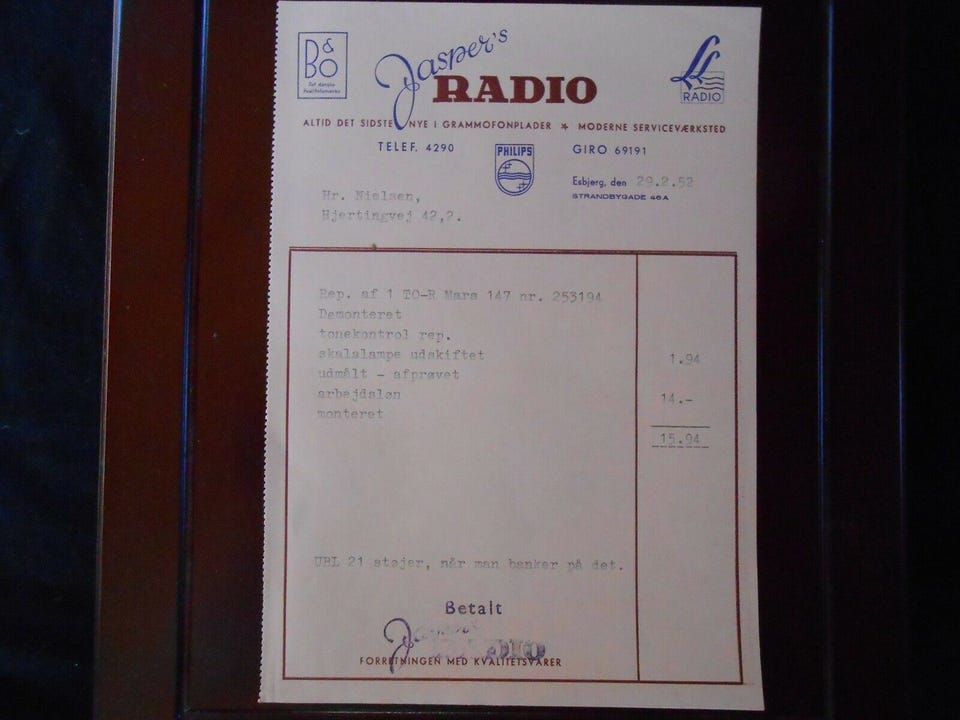 B&O
Det danske
Kvalitetsmærke
Jasper's
RADIO
LL
RADIO
ALTID DET SIDSTE NYE I GRAMMOFONPLADER * MODERNE SERVICEVÆRKSTED
TELEF. 4290
PHILIPS
GIRO 69191
Esbjerg, den 29.2.52
STRANDBYGADE 46A
Hr. Nielsen,
Hjertingvej 42,2.
Rep. af 1 TO-R Mars 147 nr. 253194
Demonteret
tonekontrol rep.
skalalampe udskiftet 1.94
udmålt - afprøvet
arbejdsløn 14.-
monteret
15.94
UBL 21 støjer, når man banker på det.
Betalt
Jasper's
RADIO
FORRETNINGEN MED KVALITETSVARER